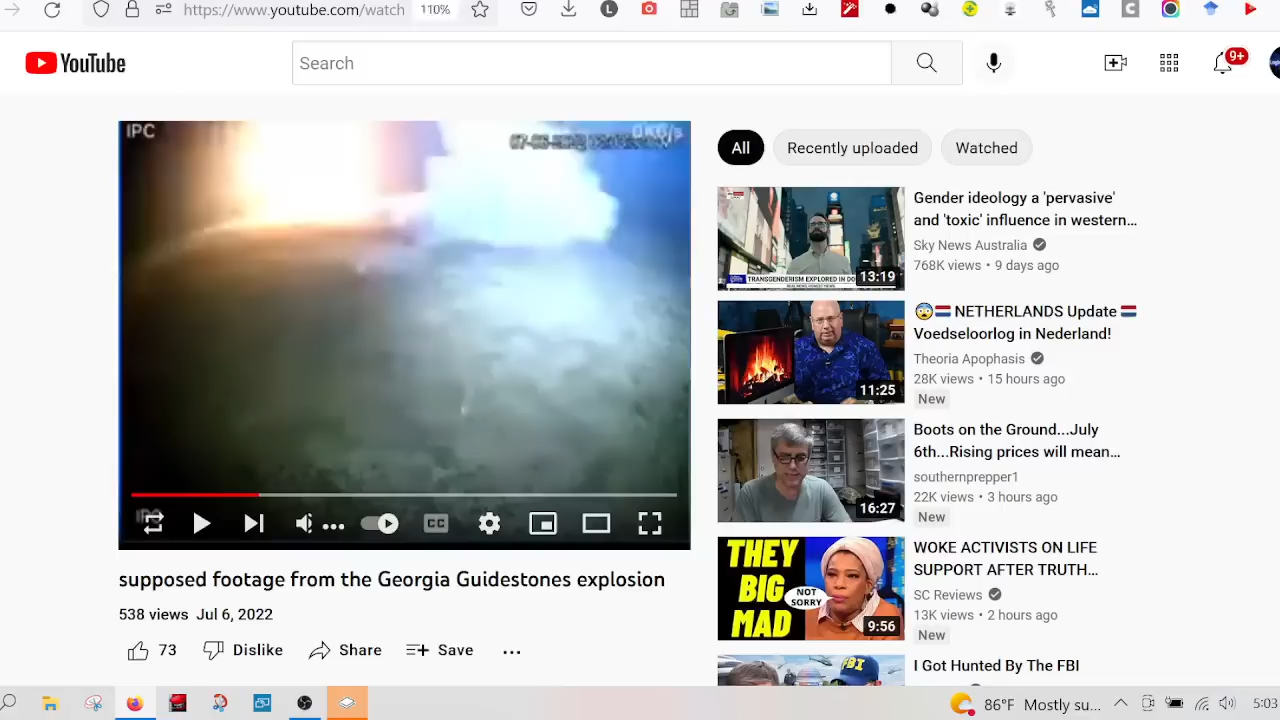 https://www.youtube.com/watch
110%
YouTube
Search
9+
IPC
All
Recently uploaded
Watched
TRANSGENDERISM EXPLORED IN DO
13:19
Gender ideology a 'pervasive'
and 'toxic' influence in western...
Sky News Australia
768K views • 9 days ago
11:25
NETHERLANDS Update
Voedseloorlog in Nederland!
Theoria Apophasis
28K views • 15 hours ago
New
16:27
Boots on the Ground...July
6th...Rising prices will mean...
southernprepper1
22K views • 3 hours ago
New
CC
THEY
BIG
MAD
NOT
SORRY
9:56
WOKE ACTIVISTS ON LIFE
SUPPORT AFTER TRUTH...
SC Reviews
13K views • 2 hours ago
New
supposed footage from the Georgia Guidestones explosion
538 views Jul 6, 2022
73
Dislike
Share
Save
FBI
I Got Hunted By The FBI
86°F Mostly su...
5:03